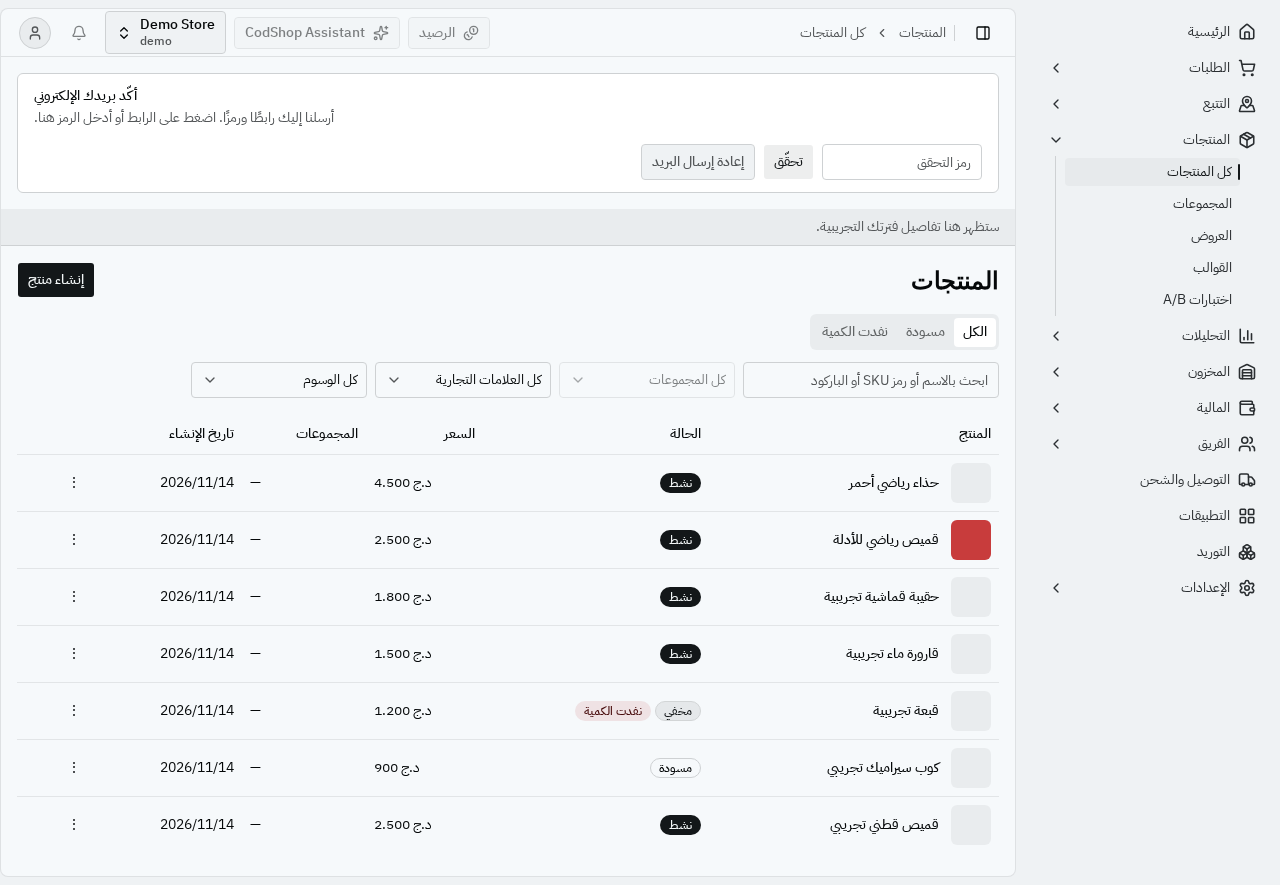 الرئيسية
الطلبات
التتبع
المنتجات
كل المنتجات
المجموعات
العروض
القوالب
اختبارات A/B
التحليلات
المخزون
المالية
الفريق
التوصيل والشحن
التطبيقات
التوريد
الإعدادات
المنتجات
كل المنتجات
الرصيد
CodShop Assistant
Demo Store
demo
أكّد بريدك الإلكتروني
أرسلنا إليك رابطًا ورمزًا. اضغط على الرابط أو أدخل الرمز هنا.
رمز التحقق
تحقّق
إعادة إرسال البريد
ستظهر هنا تفاصيل فترتك التجريبية.
المنتجات
إنشاء منتج
الكل مسودة نفدت الكمية
ابحث بالاسم أو رمز SKU أو الباركود
كل المجموعات
كل العلامات التجارية
كل الوسوم
المنتج الحالة السعر المجموعات تاريخ الإنشاء
حذاء رياضي أحمر نشط 4.500 د.ج — 2026/11/14
قميص رياضي للأدلة نشط 2.500 د.ج — 2026/11/14
حقيبة قماشية تجريبية نشط 1.800 د.ج — 2026/11/14
قارورة ماء تجريبية نشط 1.500 د.ج — 2026/11/14
قبعة تجريبية مخفي نفدت الكمية 1.200 د.ج — 2026/11/14
كوب سيراميك تجريبي مسودة 900 د.ج — 2026/11/14
قميص قطني تجريبي نشط 2.500 د.ج — 2026/11/14